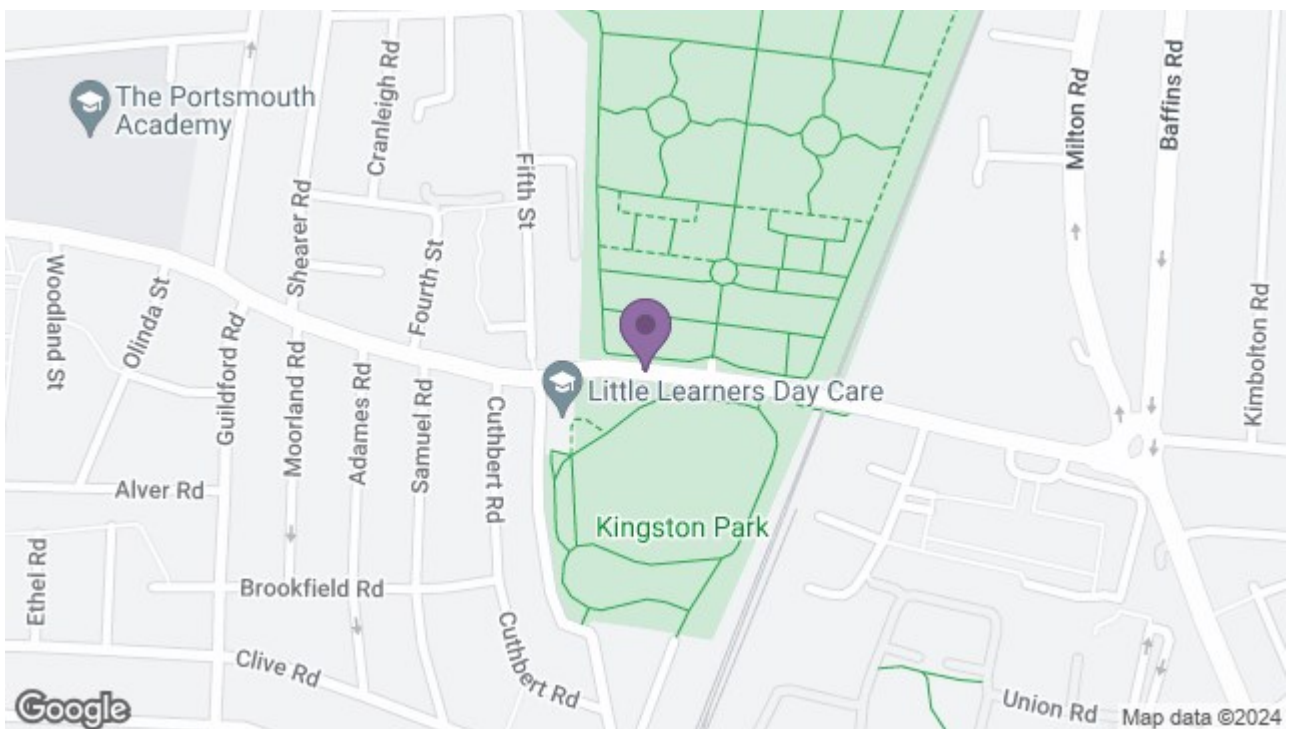 The Portsmouth
Academy
Cranleigh Rd
Shearer Rd
Fifth St
Fourth St
Milton Rd
Baffins Rd
Woodland St
Olinda St
Guildford Rd
Moorland Rd
Adames Rd
Samuel Rd
Cuthbert Rd
Little Learners Day Care
Kimbolton Rd
Alver Rd
Kingston Park
Ethel Rd
Brookfield Rd
Cuthbert Rd
Clive Rd
Union Rd
Google
Map data ©2024